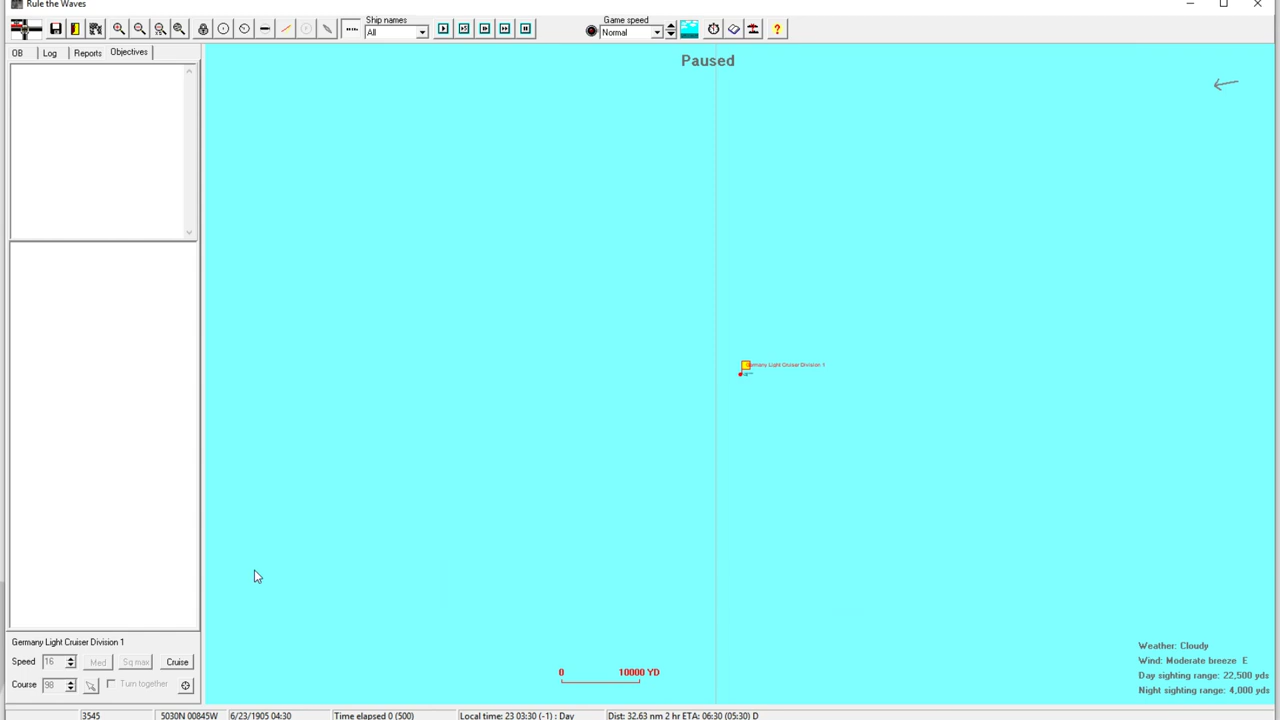 Rule the Waves
Ship names
All
Game speed
Normal
?
OB
Log
Reports
Objectives
Paused
Germany Light Cruiser Division 1
0
10000 YD
Germany Light Cruiser Division 1
Speed
16
Med
Sq max
Cruise
Course
98
Turn together
Weather: Cloudy
Wind: Moderate breeze E
Day sighting range: 22,500 yds
Night sighting range: 4,000 yds
3545
5030N 00845W
6/23/1905 04:30
Time elapsed 0 (500)
Local time: 23 03:30 (-1) : Day
Dist: 32.63 nm 2 hr ETA: 06:30 (05:30) D